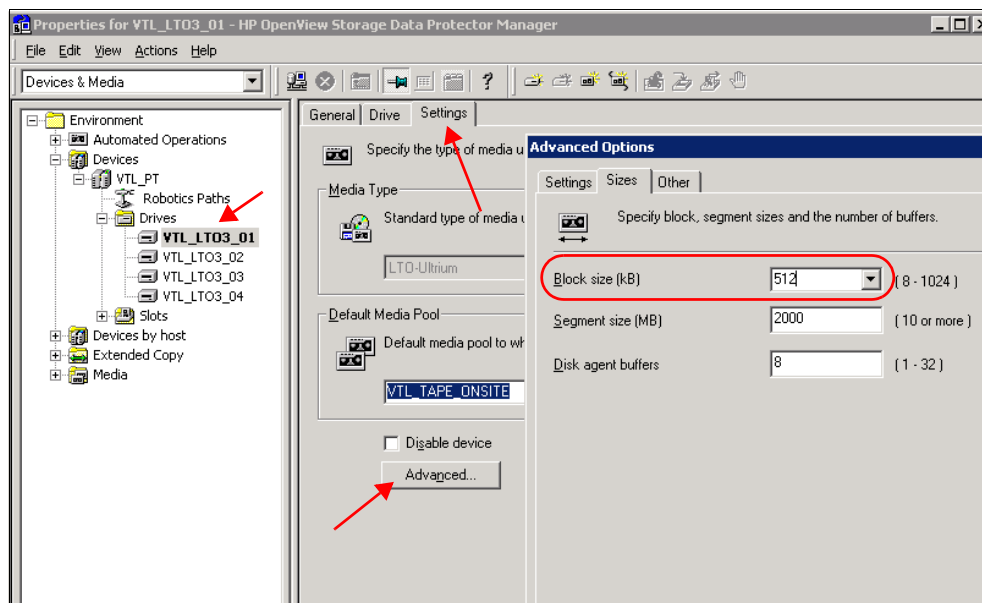 Properties for VTL_LTO3_01 - HP OpenView Storage Data Protector Manager
File Edit View Actions Help
Devices & Media
Environment
Automated Operations
Devices
VTL_PT
Robotics Paths
Drives
VTL_LTO3_01
VTL_LTO3_02
VTL_LTO3_03
VTL_LTO3_04
Slots
Devices by host
Extended Copy
Media
General Drive Settings
Specify the type of media u
Media Type
Standard type of media u
LTO-Ultrium
Default Media Pool
Default media pool to wh
VTL_TAPE_ONSITE
Disable device
Advanced...
Advanced Options
Settings Sizes Other
Specify block, segment sizes and the number of buffers.
Block size (kB) 512 ( 8 - 1024 )
Segment size (MB) 2000 ( 10 or more )
Disk agent buffers 8 ( 1 - 32 )